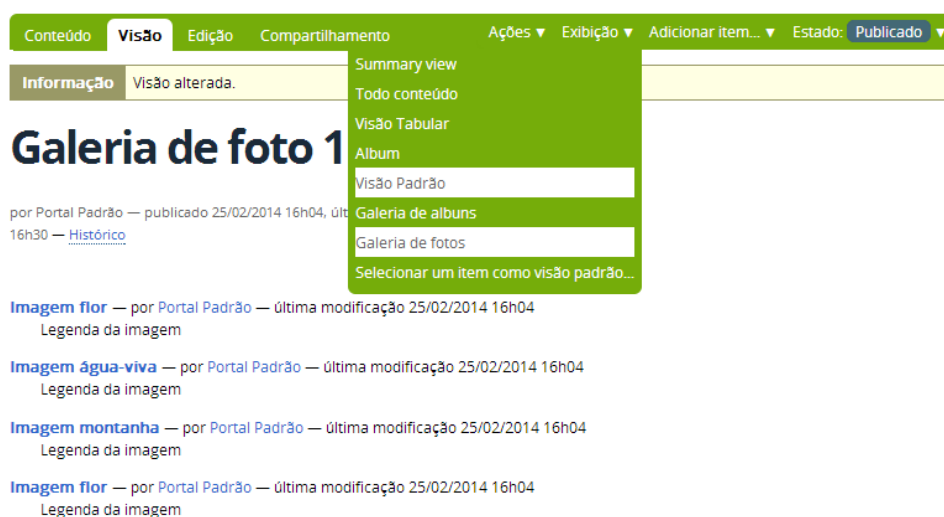 Conteúdo Visão Edição Compartilhamento Ações ▼ Exibição ▼ Adicionar item... ▼ Estado: Publicado ▼
Summary view
Todo conteúdo
Visão Tabular
Album
Visão Padrão
Galeria de albuns
Galeria de fotos
Selecionar um item como visão padrão...
Informação Visão alterada.
Galeria de foto 1
por Portal Padrão — publicado 25/02/2014 16h04,
16h30 — Histórico
Imagem flor — por Portal Padrão — última modificação 25/02/2014 16h04
Legenda da imagem
Imagem água-viva — por Portal Padrão — última modificação 25/02/2014 16h04
Legenda da imagem
Imagem montanha — por Portal Padrão — última modificação 25/02/2014 16h04
Legenda da imagem
Imagem flor — por Portal Padrão — última modificação 25/02/2014 16h04
Legenda da imagem